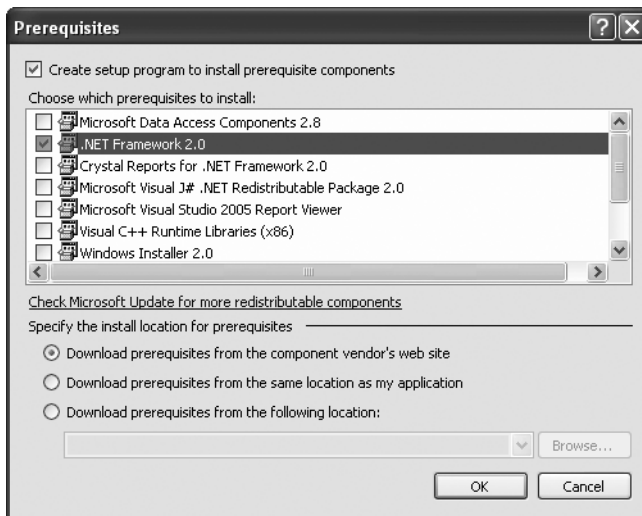 Prerequisites
Create setup program to install prerequisite components
Choose which prerequisites to install:
Microsoft Data Access Components 2.8
.NET Framework 2.0
Crystal Reports for .NET Framework 2.0
Microsoft Visual J# .NET Redistributable Package 2.0
Microsoft Visual Studio 2005 Report Viewer
Visual C++ Runtime Libraries (x86)
Windows Installer 2.0
Check Microsoft Update for more redistributable components
Specify the install location for prerequisites
Download prerequisites from the component vendor's web site
Download prerequisites from the same location as my application
Download prerequisites from the following location:
Browse...
OK Cancel